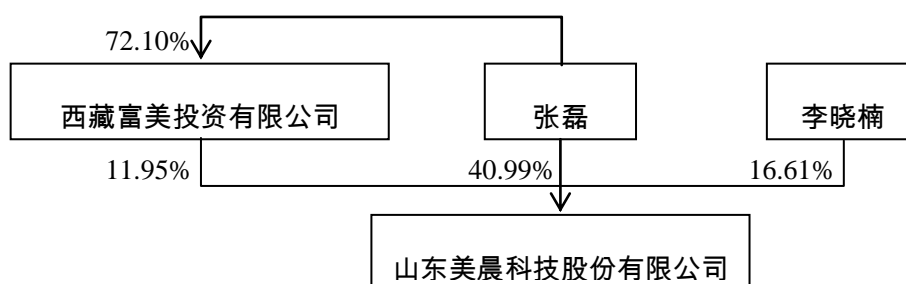 72.10%
西藏富美投资有限公司
张磊
李晓楠
11.95%
40.99%
16.61%
山东美晨科技股份有限公司